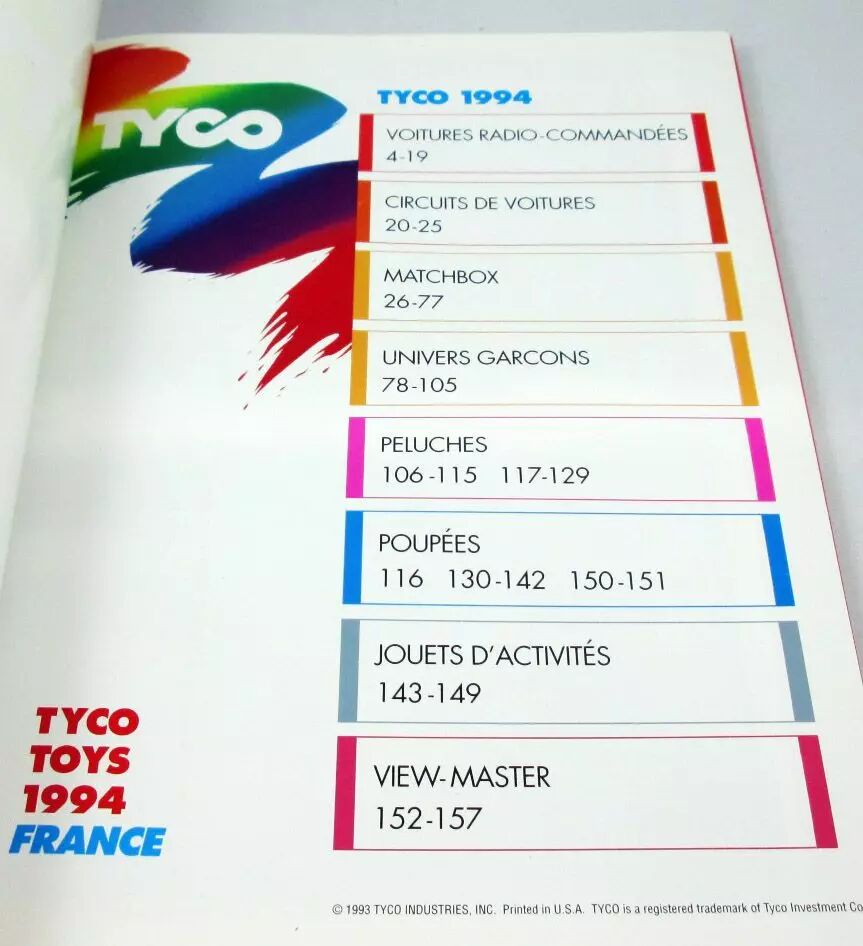 TYCO
TYCO 1994
VOITURES RADIO-COMMANDÉES
4-19
CIRCUITS DE VOITURES
20-25
MATCHBOX
26-77
UNIVERS GARCONS
78-105
PELUCHES
106-115 117-129
POUPÉES
116 130-142 150-151
JOUETS D'ACTIVITÉS
143-149
VIEW-MASTER
152-157
TYCO
TOYS
1994
FRANCE
© 1993 TYCO INDUSTRIES, INC. Printed in U.S.A. TYCO is a registered trademark of Tyco Investment Co